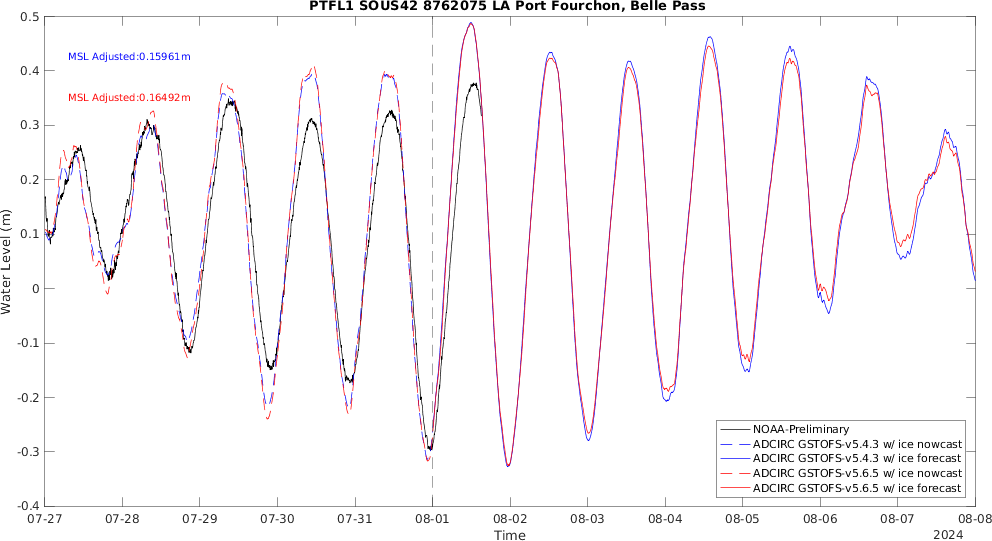 PTFL1 SOUS42 8762075 LA Port Fourchon, Belle Pass
0.5
MSL Adjusted:0.15961m
0.4
MSL Adjusted:0.16492m
0.3
0.2
0.1
0
-0.1
-0.2
-0.3
-0.4
Water Level (m)
NOAA-Preliminary
ADCIRC GSTOFS-v5.4.3 w/ ice nowcast
ADCIRC GSTOFS-v5.4.3 w/ ice forecast
ADCIRC GSTOFS-v5.6.5 w/ ice nowcast
ADCIRC GSTOFS-v5.6.5 w/ ice forecast
07-27 07-28 07-29 07-30 07-31 08-01 08-02 08-03 08-04 08-05 08-06 08-07 08-08
Time
2024